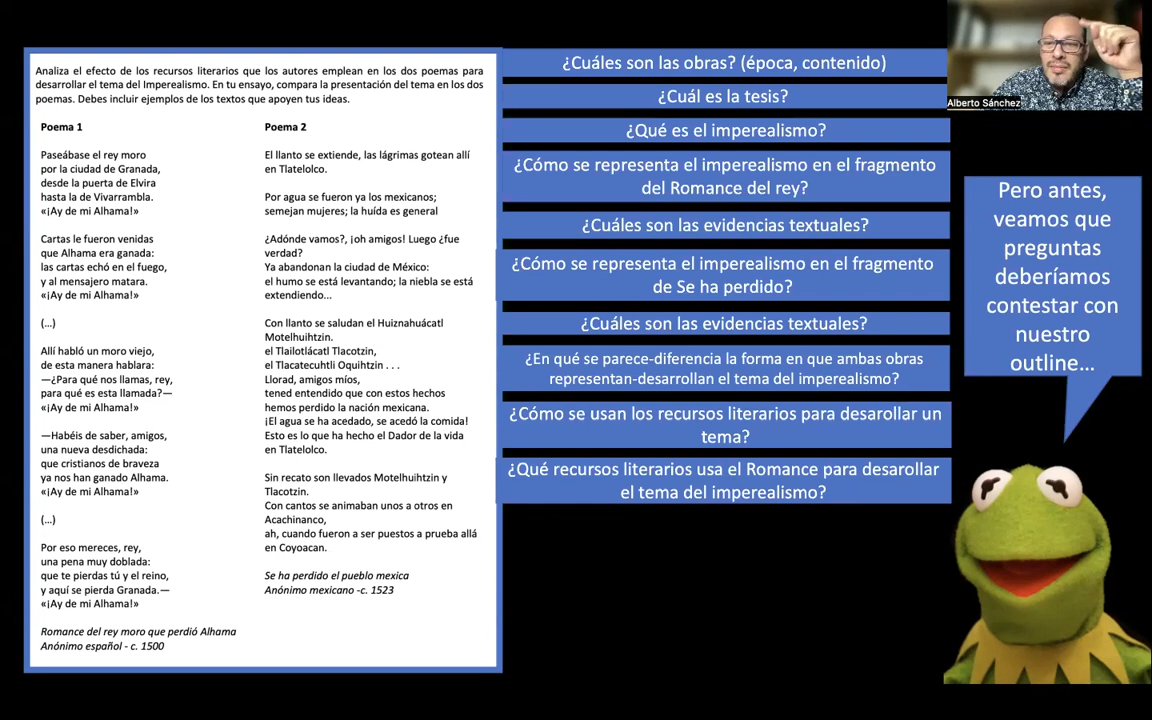 Analiza el efecto de los recursos literarios que los autores emplean en los dos poemas para
desarrollar el tema del Imperealismo. En tu ensayo, compara la presentación del tema en los dos
poemas. Debes incluir ejemplos de los textos que apoyen tus ideas.
Poema 1
Paseábase el rey moro
por la ciudad de Granada,
desde la puerta de Elvira
hasta la de Vivarrambla.
«¡Ay de mi Alhama!»
Cartas le fueron venidas
que Alhama era ganada:
las cartas echó en el fuego,
y al mensajero matara.
«¡Ay de mi Alhama!»
(...)
Allí habló un moro viejo,
de esta manera hablara:
—¿Para qué nos llamas, rey,
para qué es esta llamada?—
«¡Ay de mi Alhama!»
—Habéis de saber, amigos,
una nueva desdichada:
que cristianos de braveza
ya nos han ganado Alhama.
«¡Ay de mi Alhama!»
(...)
Por eso mereces, rey,
una pena muy doblada:
que te pierdas tú y el reino,
y aquí se pierda Granada.—
«¡Ay de mi Alhama!»
Romance del rey moro que perdió Alhama
Anónimo español - c. 1500
Poema 2
El llanto se extiende, las lágrimas gotean allí
en Tlatelolco.
Por agua se fueron ya los mexicanos;
semejan mujeres; la huída es general
¿Adónde vamos?, ¡oh amigos! Luego ¿fue
verdad?
Ya abandonan la ciudad de México:
el humo se está levantando; la niebla se está
extendiendo...
Con llanto se saludan el Huiznahuácatl
Motelhuihtzin.
el Tlailotlácatl Tlacotzin,
el Tlacatecuhtli Oquihtzin . . .
Llorad, amigos míos,
tened entendido que con estos hechos
hemos perdido la nación mexicana.
¡El agua se ha acedado, se acedó la comida!
Esto es lo que ha hecho el Dador de la vida
en Tlatelolco.
Sin recato son llevados Motelhuihtzin y
Tlacotzin.
Con cantos se animaban unos a otros en
Acachinanco,
ah, cuando fueron a ser puestos a prueba allá
en Coyoacan.
Se ha perdido el pueblo mexica
Anónimo mexicano -c. 1523
¿Cuáles son las obras? (época, contenido)
¿Cuál es la tesis?
¿Qué es el imperealismo?
¿Cómo se representa el imperealismo en el fragmento
del Romance del rey?
¿Cuáles son las evidencias textuales?
¿Cómo se representa el imperealismo en el fragmento
de Se ha perdido?
¿Cuáles son las evidencias textuales?
¿En qué se parece-diferencia la forma en que ambas obras
representan-desarrollan el tema del imperealismo?
¿Cómo se usan los recursos literarios para desarollar un
tema?
¿Qué recursos literarios usa el Romance para desarollar
el tema del imperealismo?
Alberto Sánchez
Pero antes,
veamos que
preguntas
deberíamos
contestar con
nuestro
outline...